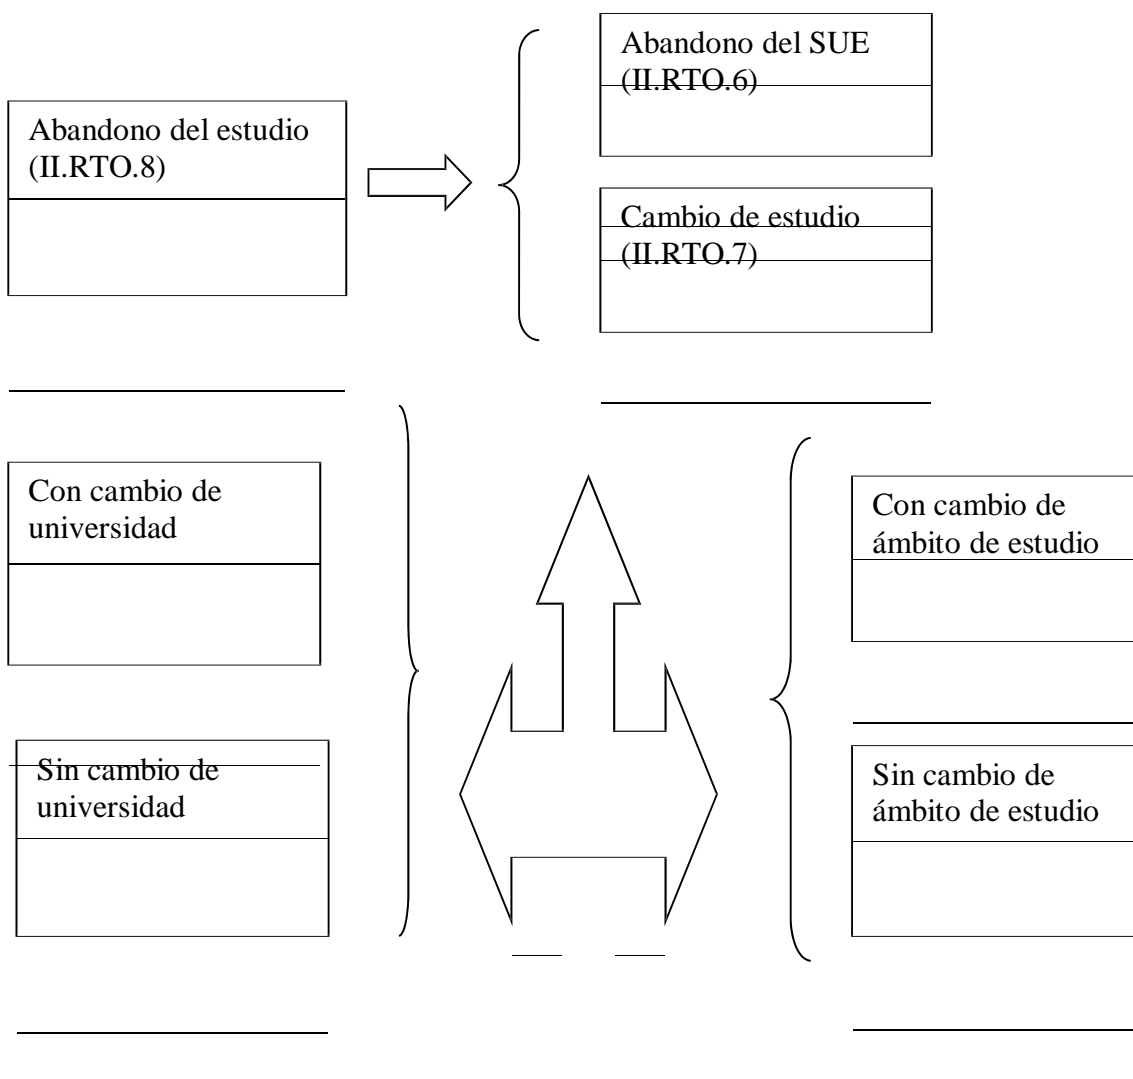 Abandono del estudio
(II.RTO.8)
Abandono del SUE
(II.RTO.6)
Cambio de estudio
(II.RTO.7)
Con cambio de
universidad
Sin cambio de
universidad
Con cambio de
ámbito de estudio
Sin cambio de
ámbito de estudio